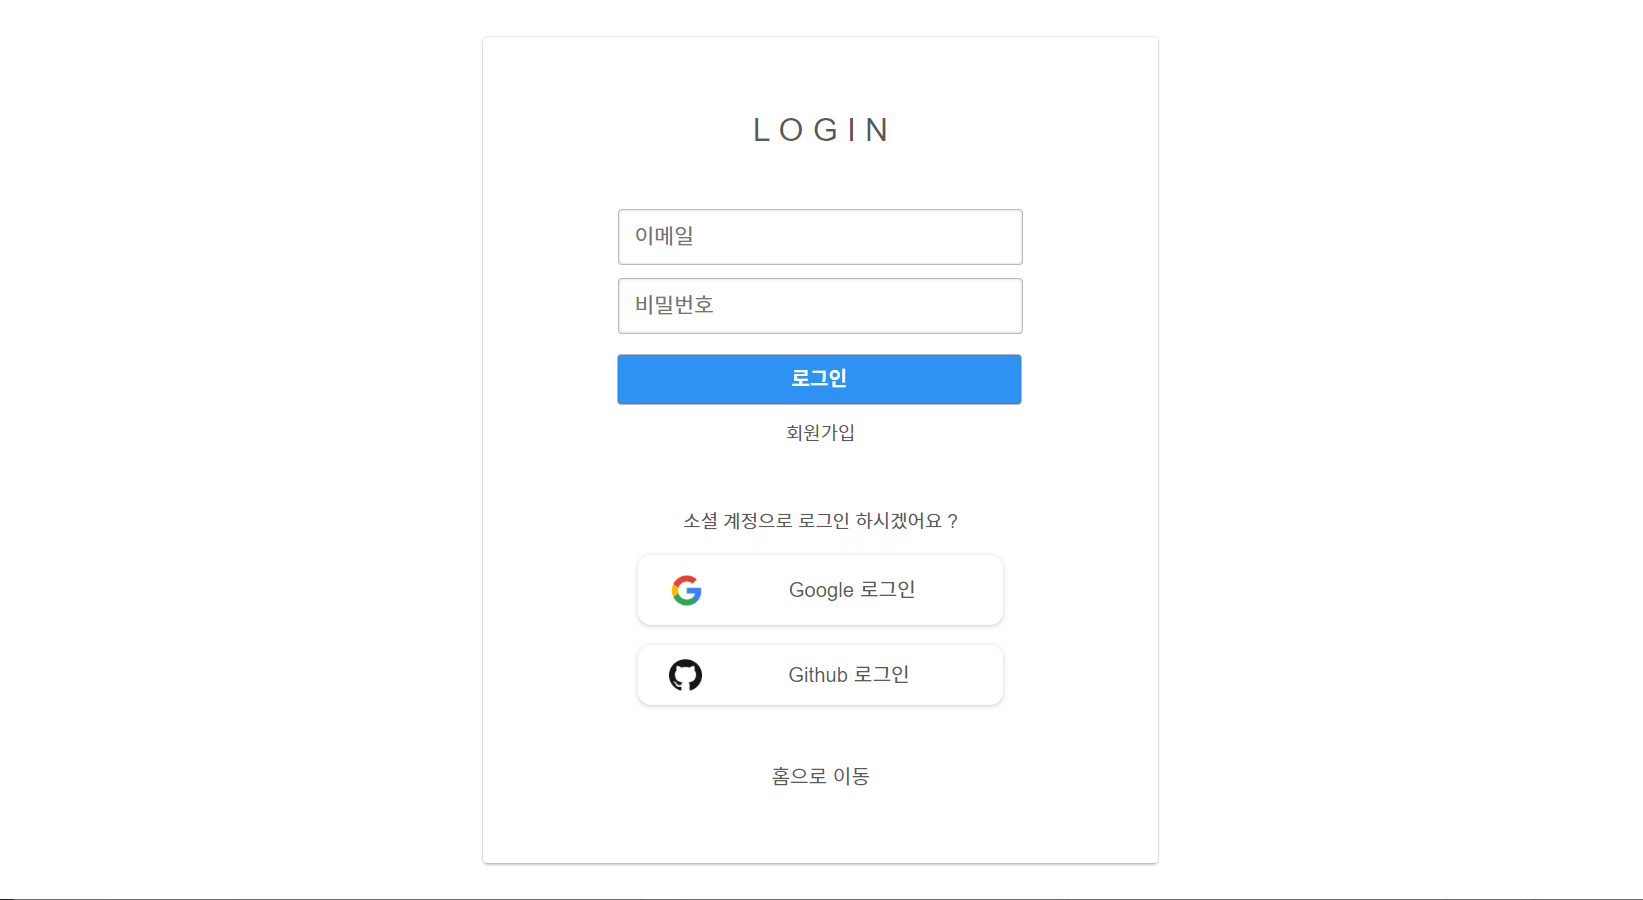 LOGIN
이메일
비밀번호
로그인
회원가입
소셜 계정으로 로그인 하시겠어요 ?
Google 로그인
Github 로그인
홈으로 이동